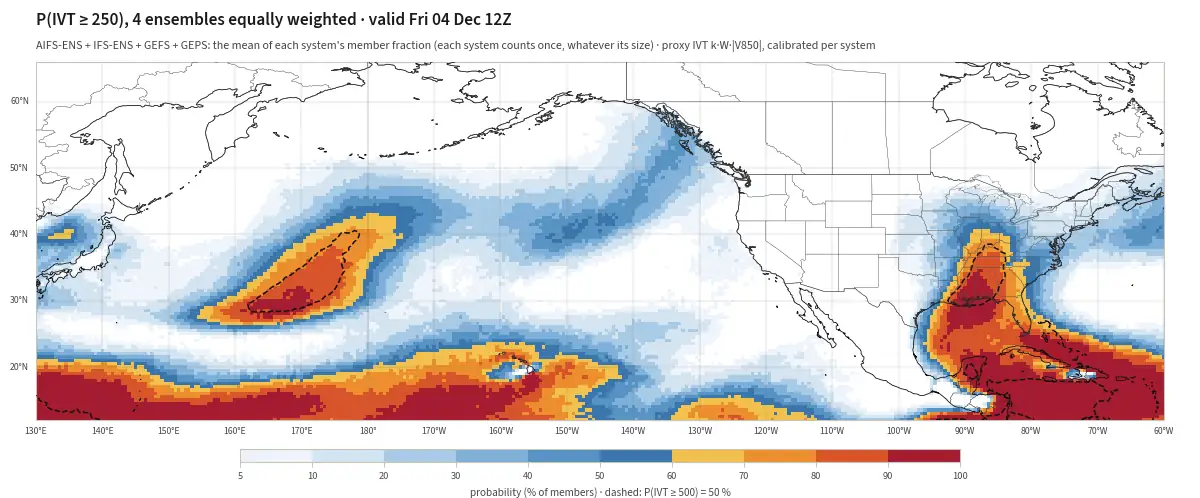 P(IVT ≥ 250), 4 ensembles equally weighted · valid Fri 04 Dec 12Z
AIFS-ENS + IFS-ENS + GEFS + GEPS: the mean of each system's member fraction (each system counts once, whatever its size) · proxy IVT k·W·|V850|, calibrated per system
60°N
50°N
40°N
30°N
20°N
130°E 140°E 150°E 160°E 170°E 180° 170°W 160°W 150°W 140°W 130°W 120°W 110°W 100°W 90°W 80°W 70°W 60°W
5 10 20 30 40 50 60 70 80 90 100
probability (% of members) · dashed: P(IVT ≥ 500) = 50 %